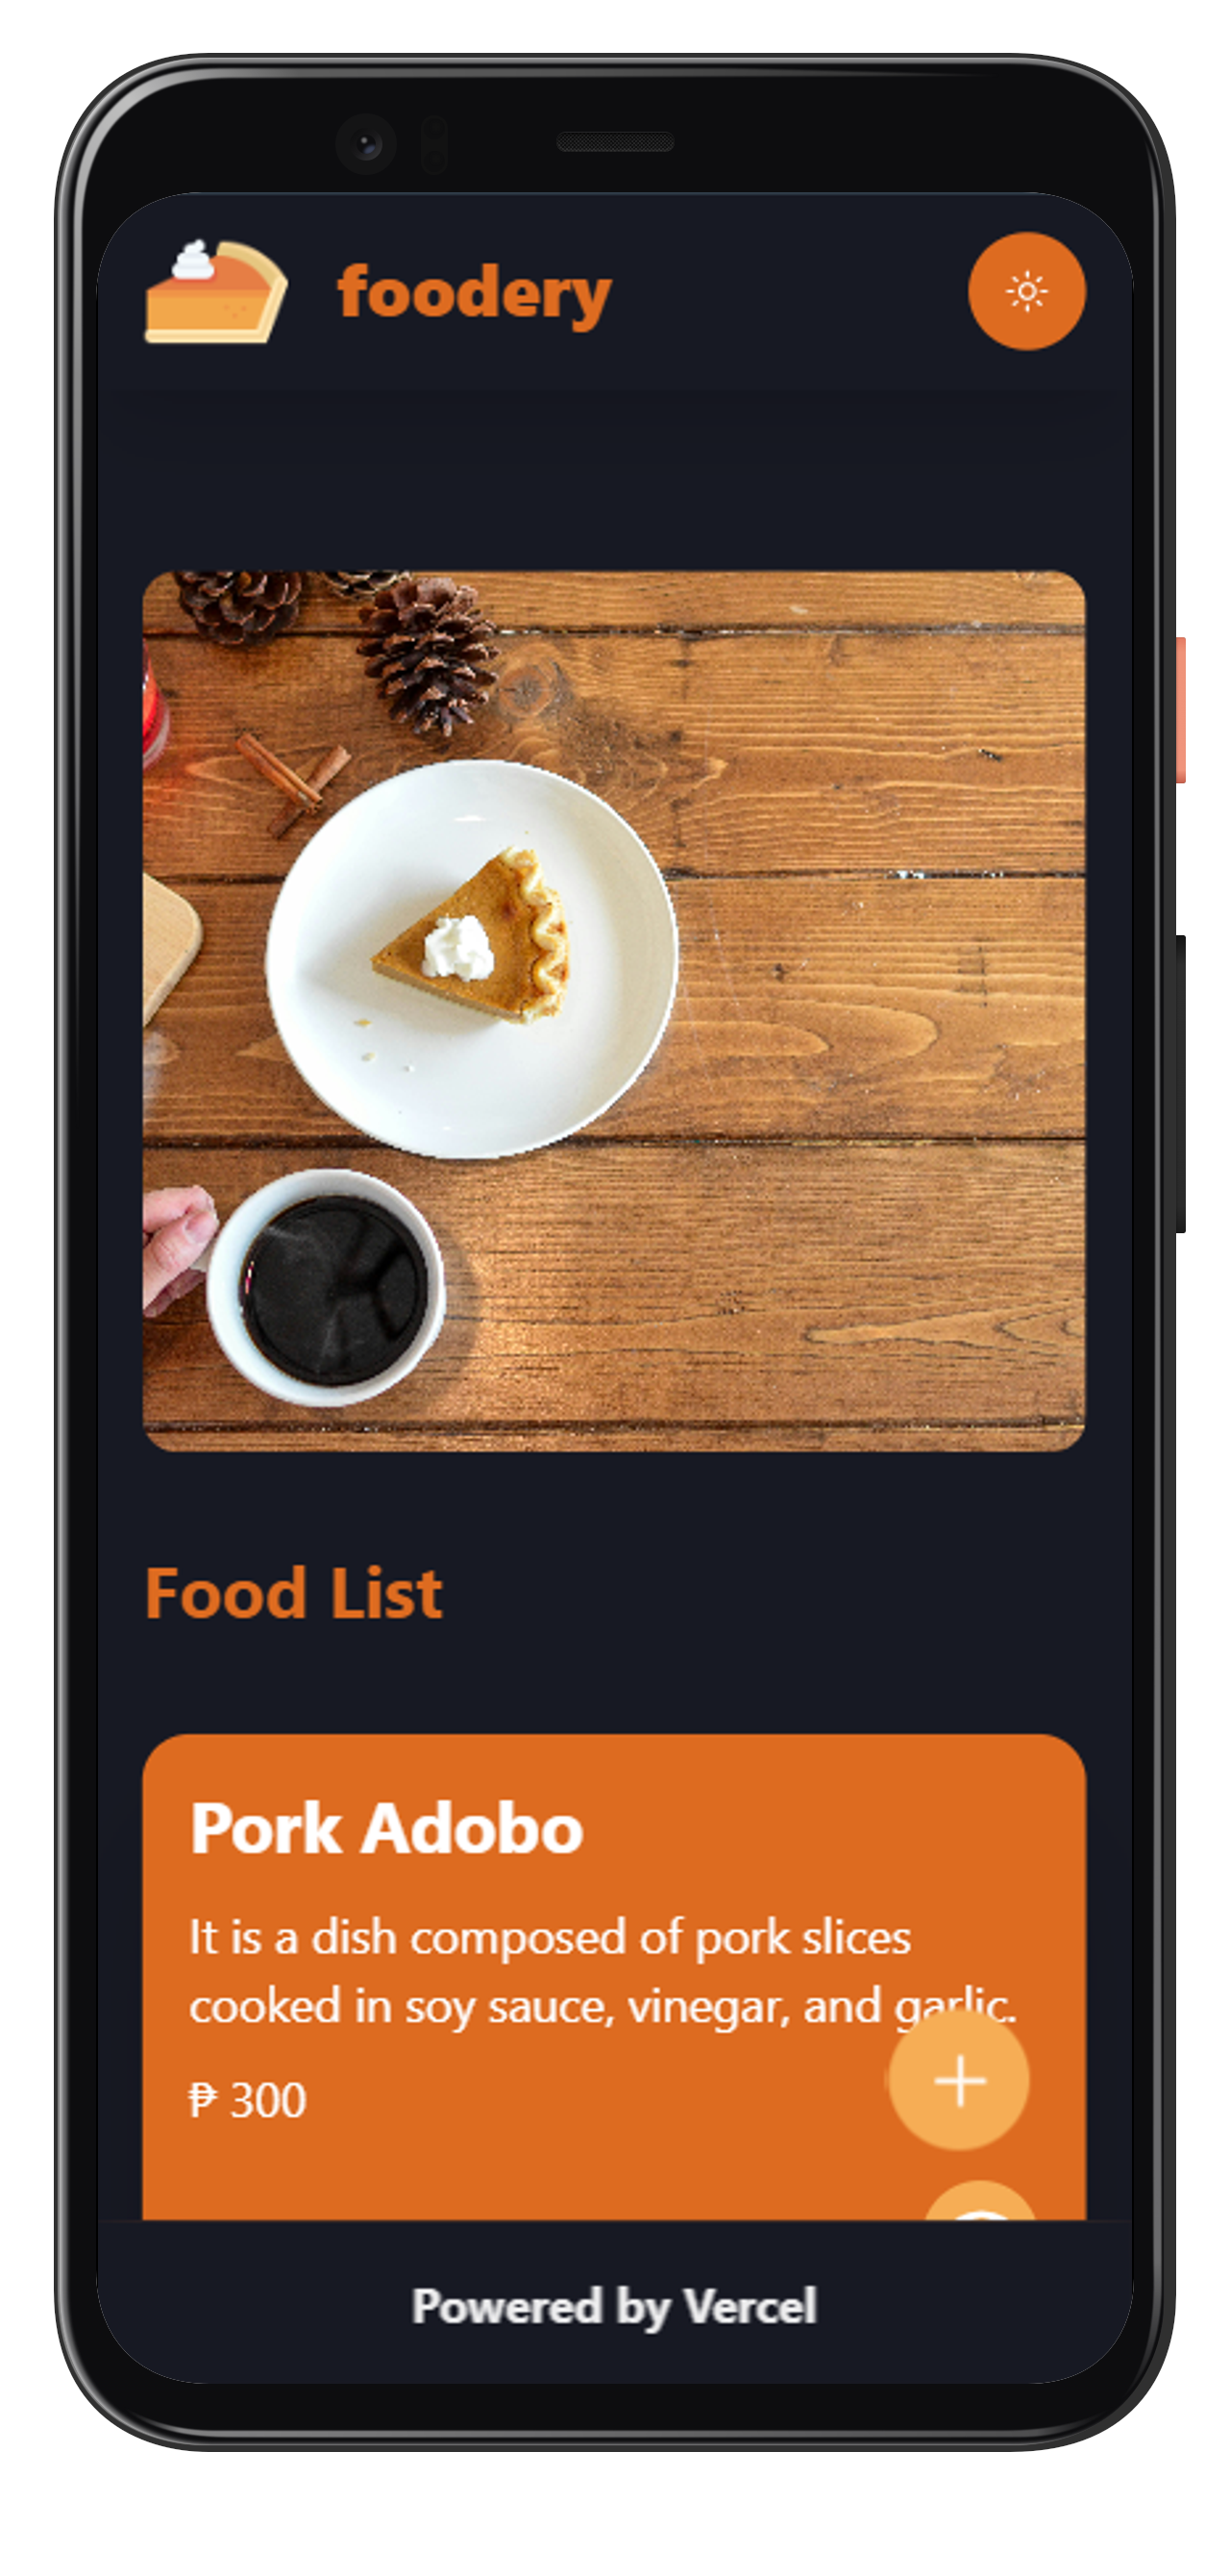 foodery
Food List
Pork Adobo
It is a dish composed of pork slices
cooked in soy sauce, vinegar, and garlic.
₱ 300
Powered by Vercel